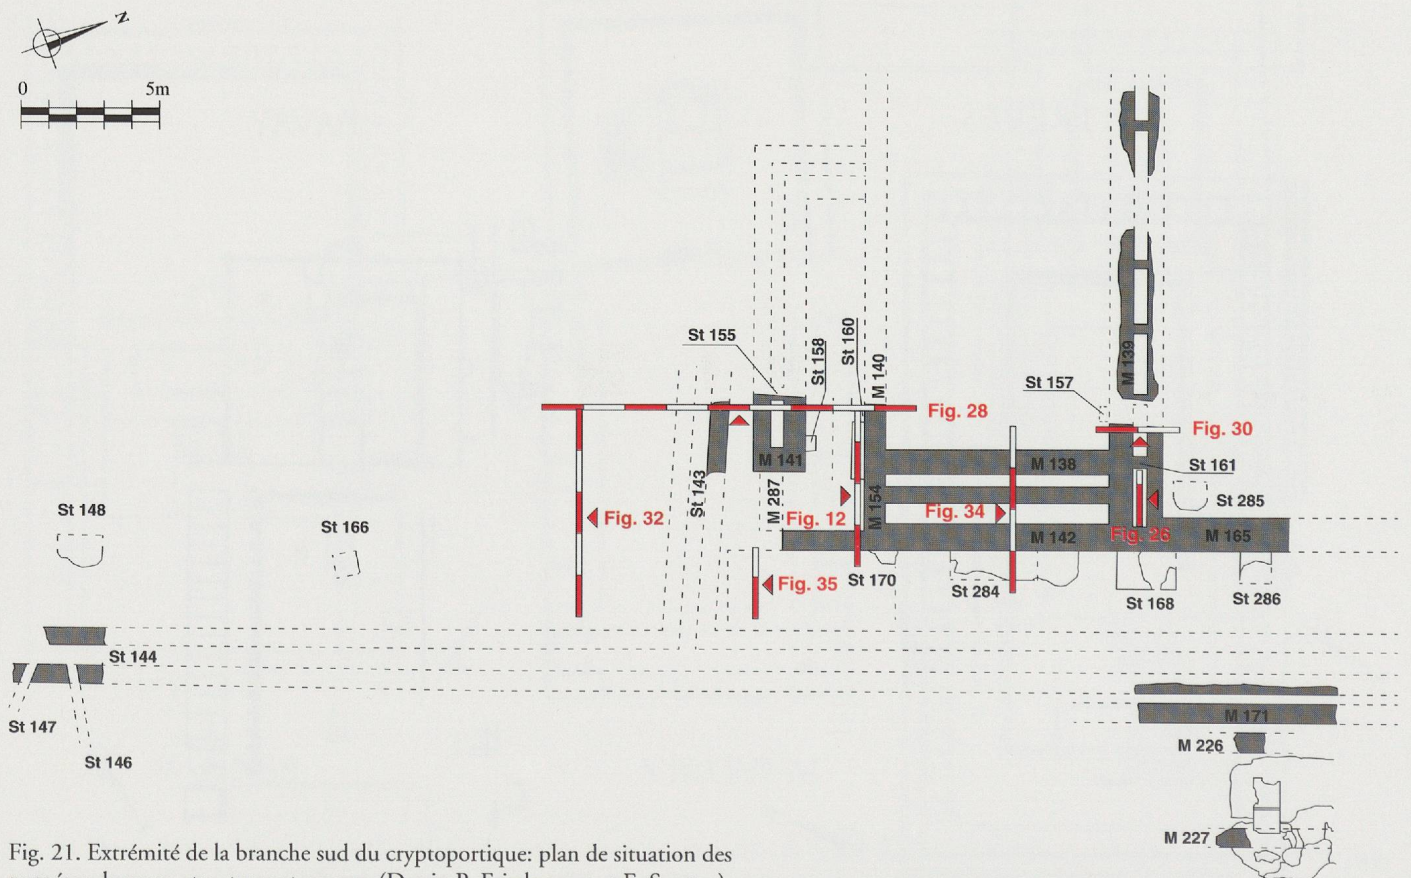 N
0 5m
St 155
St 158
St 160
M 140
M 139
St 157
Fig. 28
Fig. 30
M 141
M 138
St 161
St 143
M 287
M 154
St 285
St 148
St 166
Fig. 32
Fig. 12
Fig. 34
M 142
Fig. 26
M 165
Fig. 35
St 170
St 284
St 168
St 286
St 144
St 147
St 146
M 171
M 226
M 227
Fig. 21. Extrémité de la branche sud du cryptoportique: plan de situation des